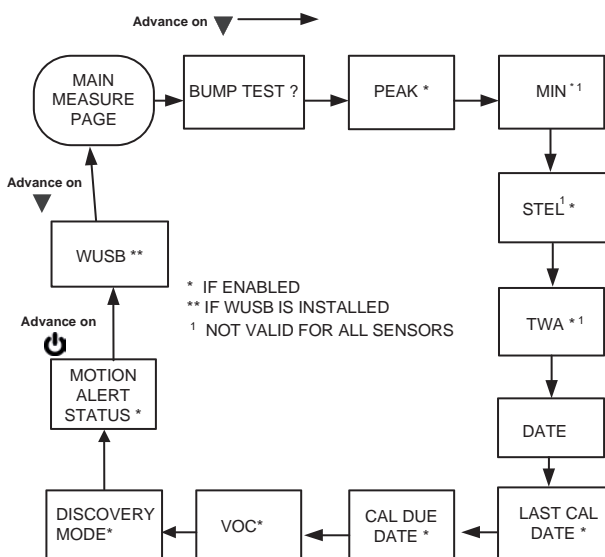 Advance on
MAIN
MEASURE
PAGE
BUMP TEST ?
PEAK *
MIN * 1
Advance on
STEL 1 *
WUSB **
* IF ENABLED
** IF WUSB IS INSTALLED
1 NOT VALID FOR ALL SENSORS
TWA * 1
Advance on
MOTION
ALERT
STATUS *
DATE
DISCOVERY
MODE*
VOC*
CAL DUE
DATE *
LAST CAL
DATE *